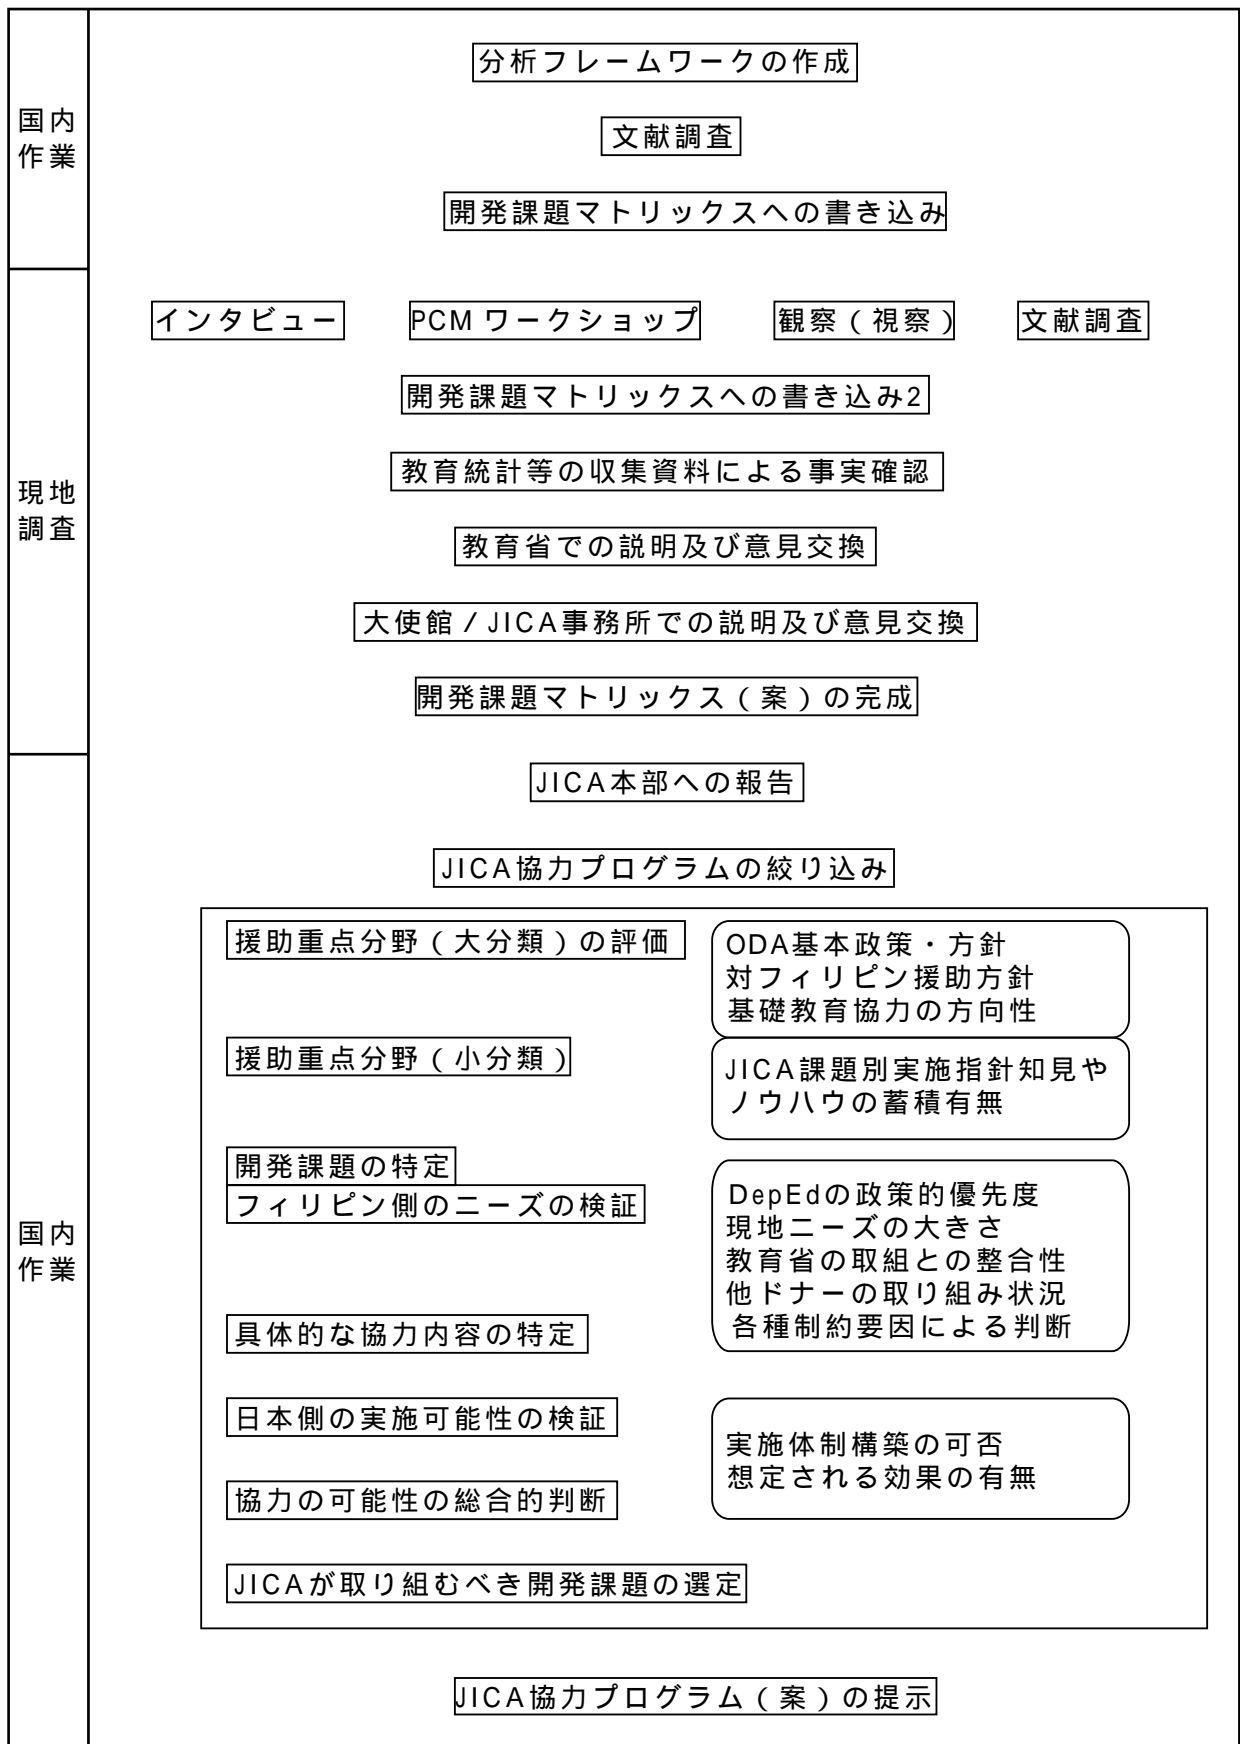 国内
作業
分析フレームワークの作成
文献調査
開発課題マトリックスへの書き込み
現地
調査
インタビュー
PCMワークショップ
観察(視察)
文献調査
開発課題マトリックスへの書き込み2
教育統計等の収集資料による事実確認
教育省での説明及び意見交換
大使館/JICA事務所での説明及び意見交換
開発課題マトリックス(案)の完成
国内
作業
JICA本部への報告
JICA協力プログラムの絞り込み
援助重点分野(大分類)の評価
ODA基本政策・方針
対フィリピン援助方針
基礎教育協力の方向性
援助重点分野(小分類)
JICA課題別実施指針知見や
ノウハウの蓄積有無
開発課題の特定
フィリピン側のニーズの検証
DepEdの政策的優先度
現地ニーズの大きさ
教育省の取組との整合性
他ドナーの取り組み状況
各種制約要因による判断
具体的な協力内容の特定
日本側の実施可能性の検証
実施体制構築の可否
想定される効果の有無
協力の可能性の総合的判断
JICAが取り組むべき開発課題の選定
JICA協力プログラム(案)の提示